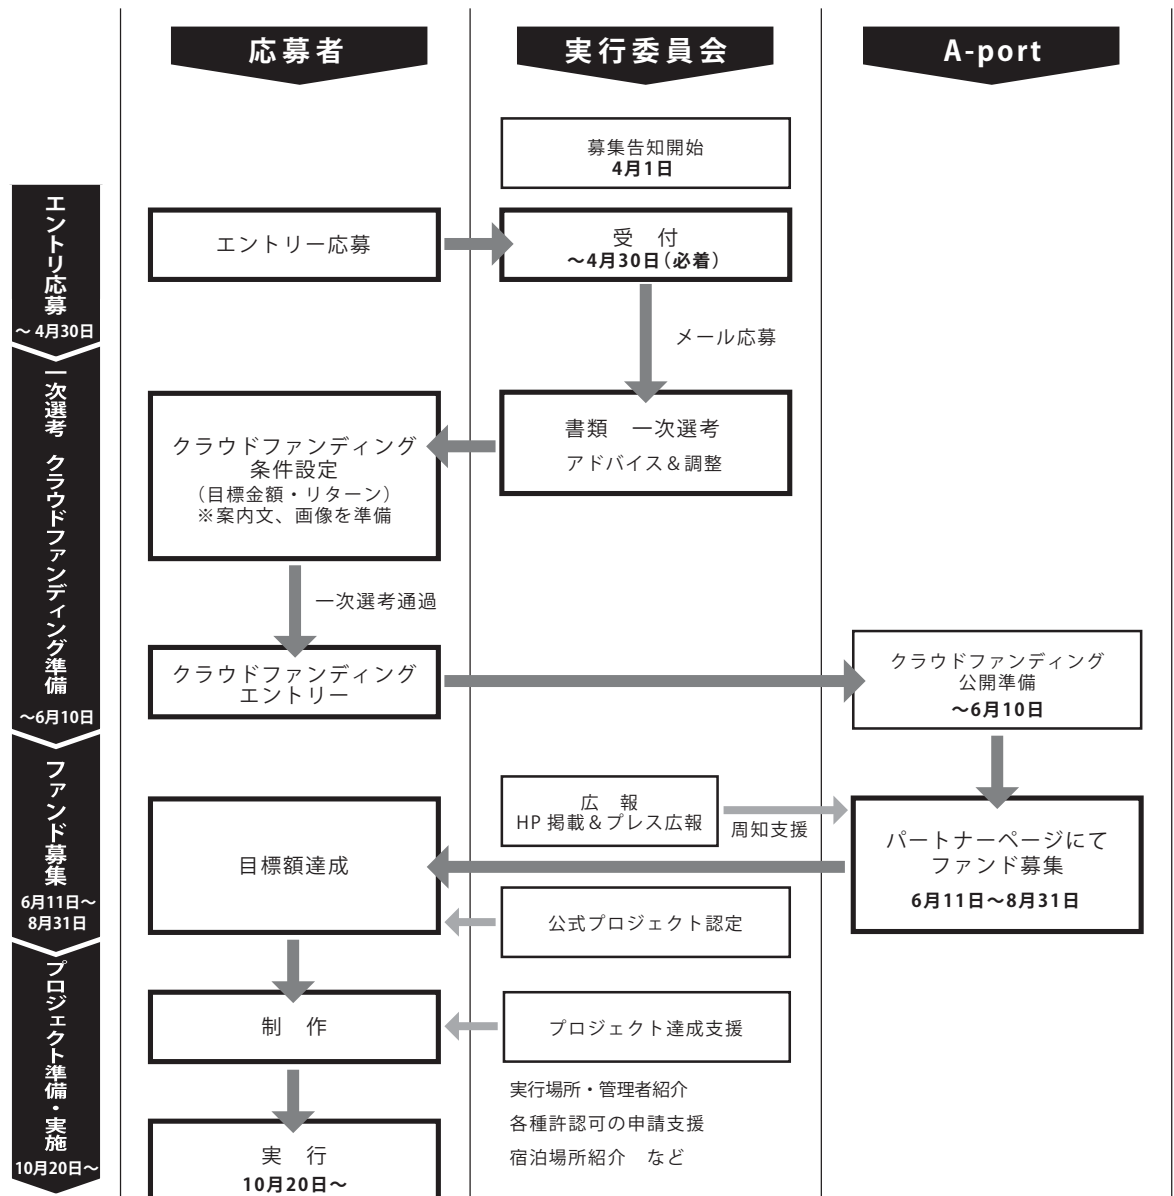 応募者
実行委員会
A-port
募集告知開始
4月1日
エントリ応募
～4月30日
エントリー応募
受　付
～4月30日（必着）
メール応募
一次選考　クラウドファンディング準備
～6月10日
クラウドファンディング
条件設定
（目標金額・リターン）
※案内文、画像を準備
書類　一次選考
アドバイス＆調整
一次選考通過
クラウドファンディング
エントリー
クラウドファンディング
公開準備
～6月10日
ファンド募集
6月11日～
8月31日
広　報
HP 掲載＆プレス広報
周知支援
目標額達成
パートナーページにて
ファンド募集
6月11日～8月31日
公式プロジェクト認定
プロジェクト準備・実施
10月20日～
制　作
プロジェクト達成支援
実行場所・管理者紹介
各種許認可の申請支援
宿泊場所紹介　など
実　行
10月20日～